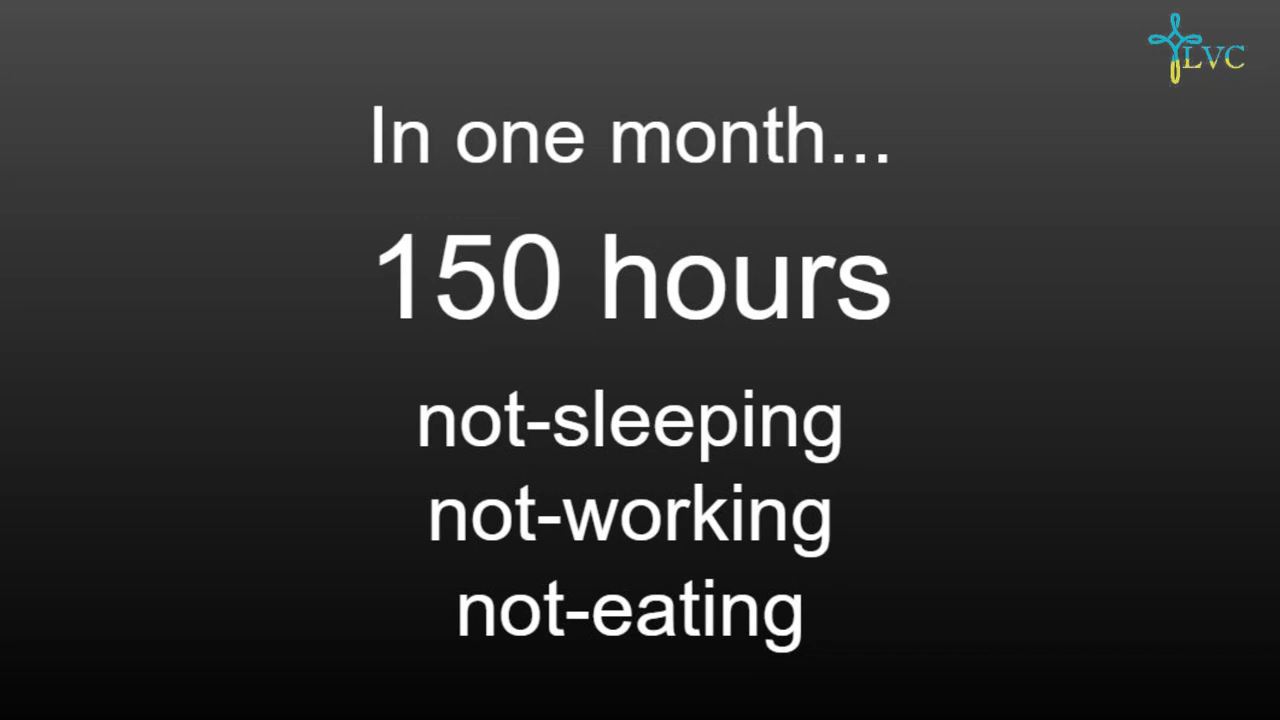 LVC
In one month...
150 hours
not-sleeping
not-working
not-eating